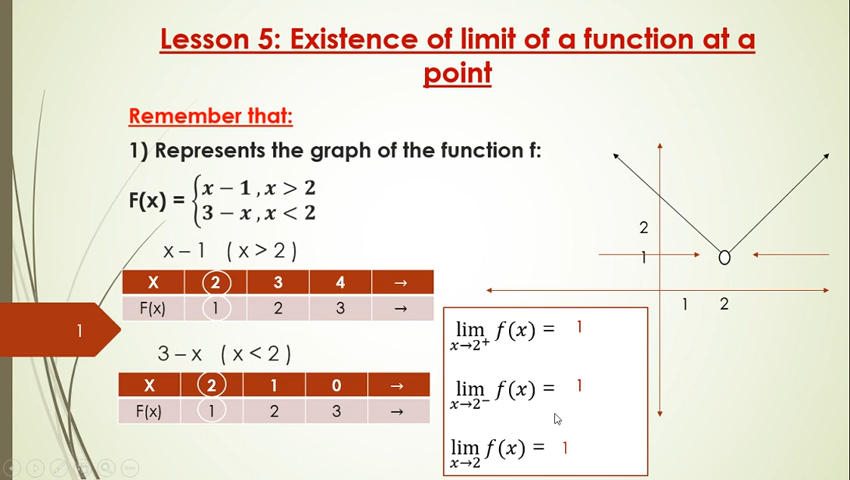 Lesson 5: Existence of limit of a function at a
point
Remember that:
1) Represents the graph of the function f:
F(x) = {x − 1 , x > 2
3 − x , x < 2
x – 1 ( x > 2 )
X 2 3 4 →
F(x) 1 2 3 →
3 – x ( x < 2 )
X 2 1 0 →
F(x) 1 2 3 →
1
2
1
1 2
lim x→2⁺ f(x) = 1
lim x→2⁻ f(x) = 1
lim x→2 f(x) = 1